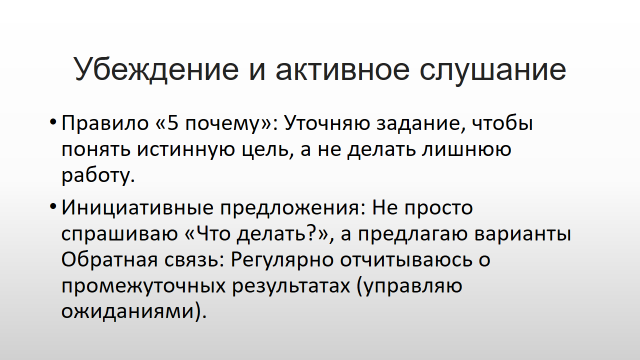 Убеждение и активное слушание
• Правило «5 почему»: Уточняю задание, чтобы
понять истинную цель, а не делать лишнюю
работу.
• Инициативные предложения: Не просто
спрашиваю «Что делать?», а предлагаю варианты
Обратная связь: Регулярно отчитываюсь о
промежуточных результатах (управляю
ожиданиями).